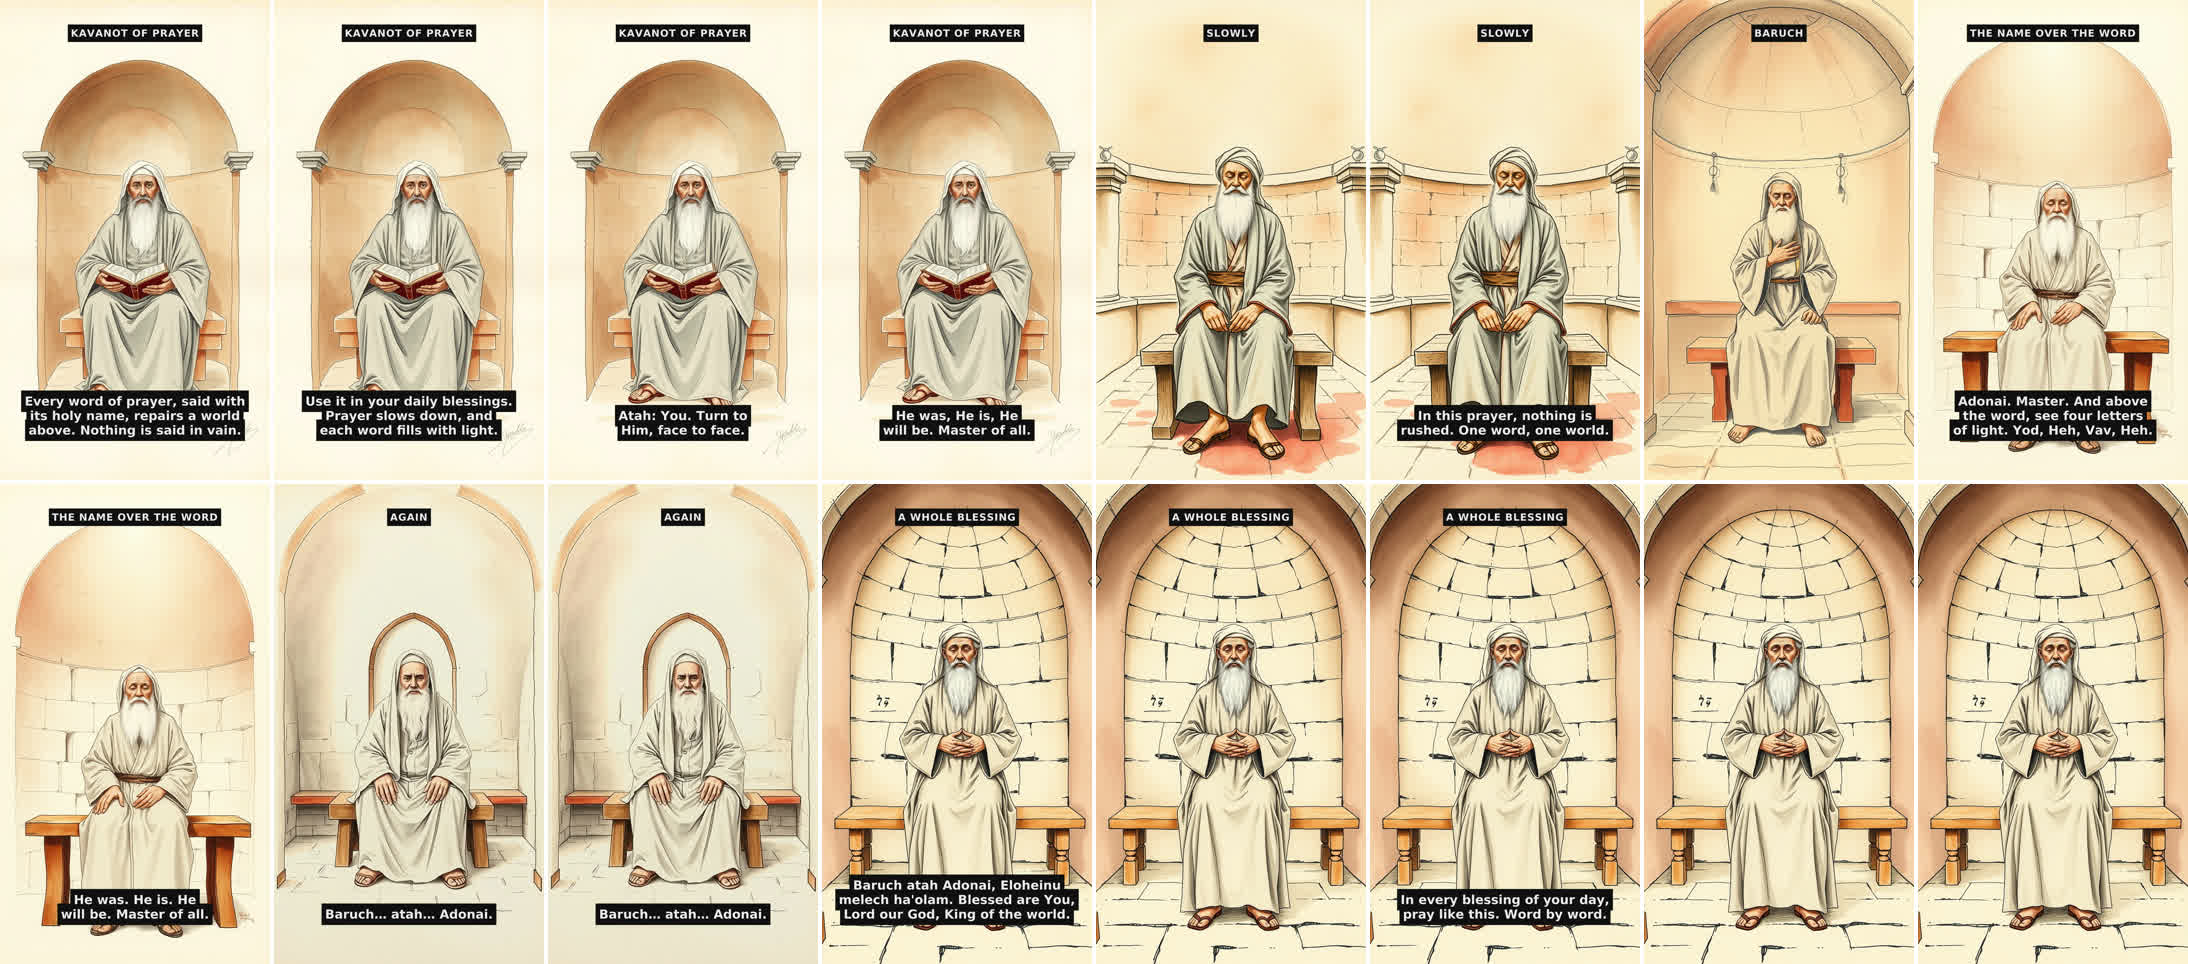 KAVANOT OF PRAYER
Every word of prayer, said with
its holy name, repairs a world
above. Nothing is said in vain.
KAVANOT OF PRAYER
Use it in your daily blessings.
Prayer slows down, and
each word fills with light.
KAVANOT OF PRAYER
Atah: You. Turn to
Him, face to face.
KAVANOT OF PRAYER
He was, He is, He
will be. Master of all.
SLOWLY
SLOWLY
In this prayer, nothing is
rushed. One word, one world.
BARUCH
THE NAME OVER THE WORD
Adonai. Master. And above
the word, see four letters
of light. Yod, Heh, Vav, Heh.
THE NAME OVER THE WORD
He was. He is. He
will be. Master of all.
AGAIN
Baruch... atah... Adonai.
AGAIN
Baruch... atah... Adonai.
A WHOLE BLESSING
Baruch atah Adonai, Eloheinu
melech ha'olam. Blessed are You,
Lord our God, King of the world.
A WHOLE BLESSING
A WHOLE BLESSING
In every blessing of your day,
pray like this. Word by word.